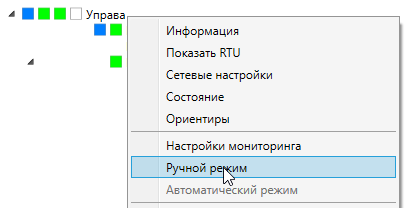 Управа
Информация
Показать RTU
Сетевые настройки
Состояние
Ориентиры
Настройки мониторинга
Ручной режим
Автоматический режим